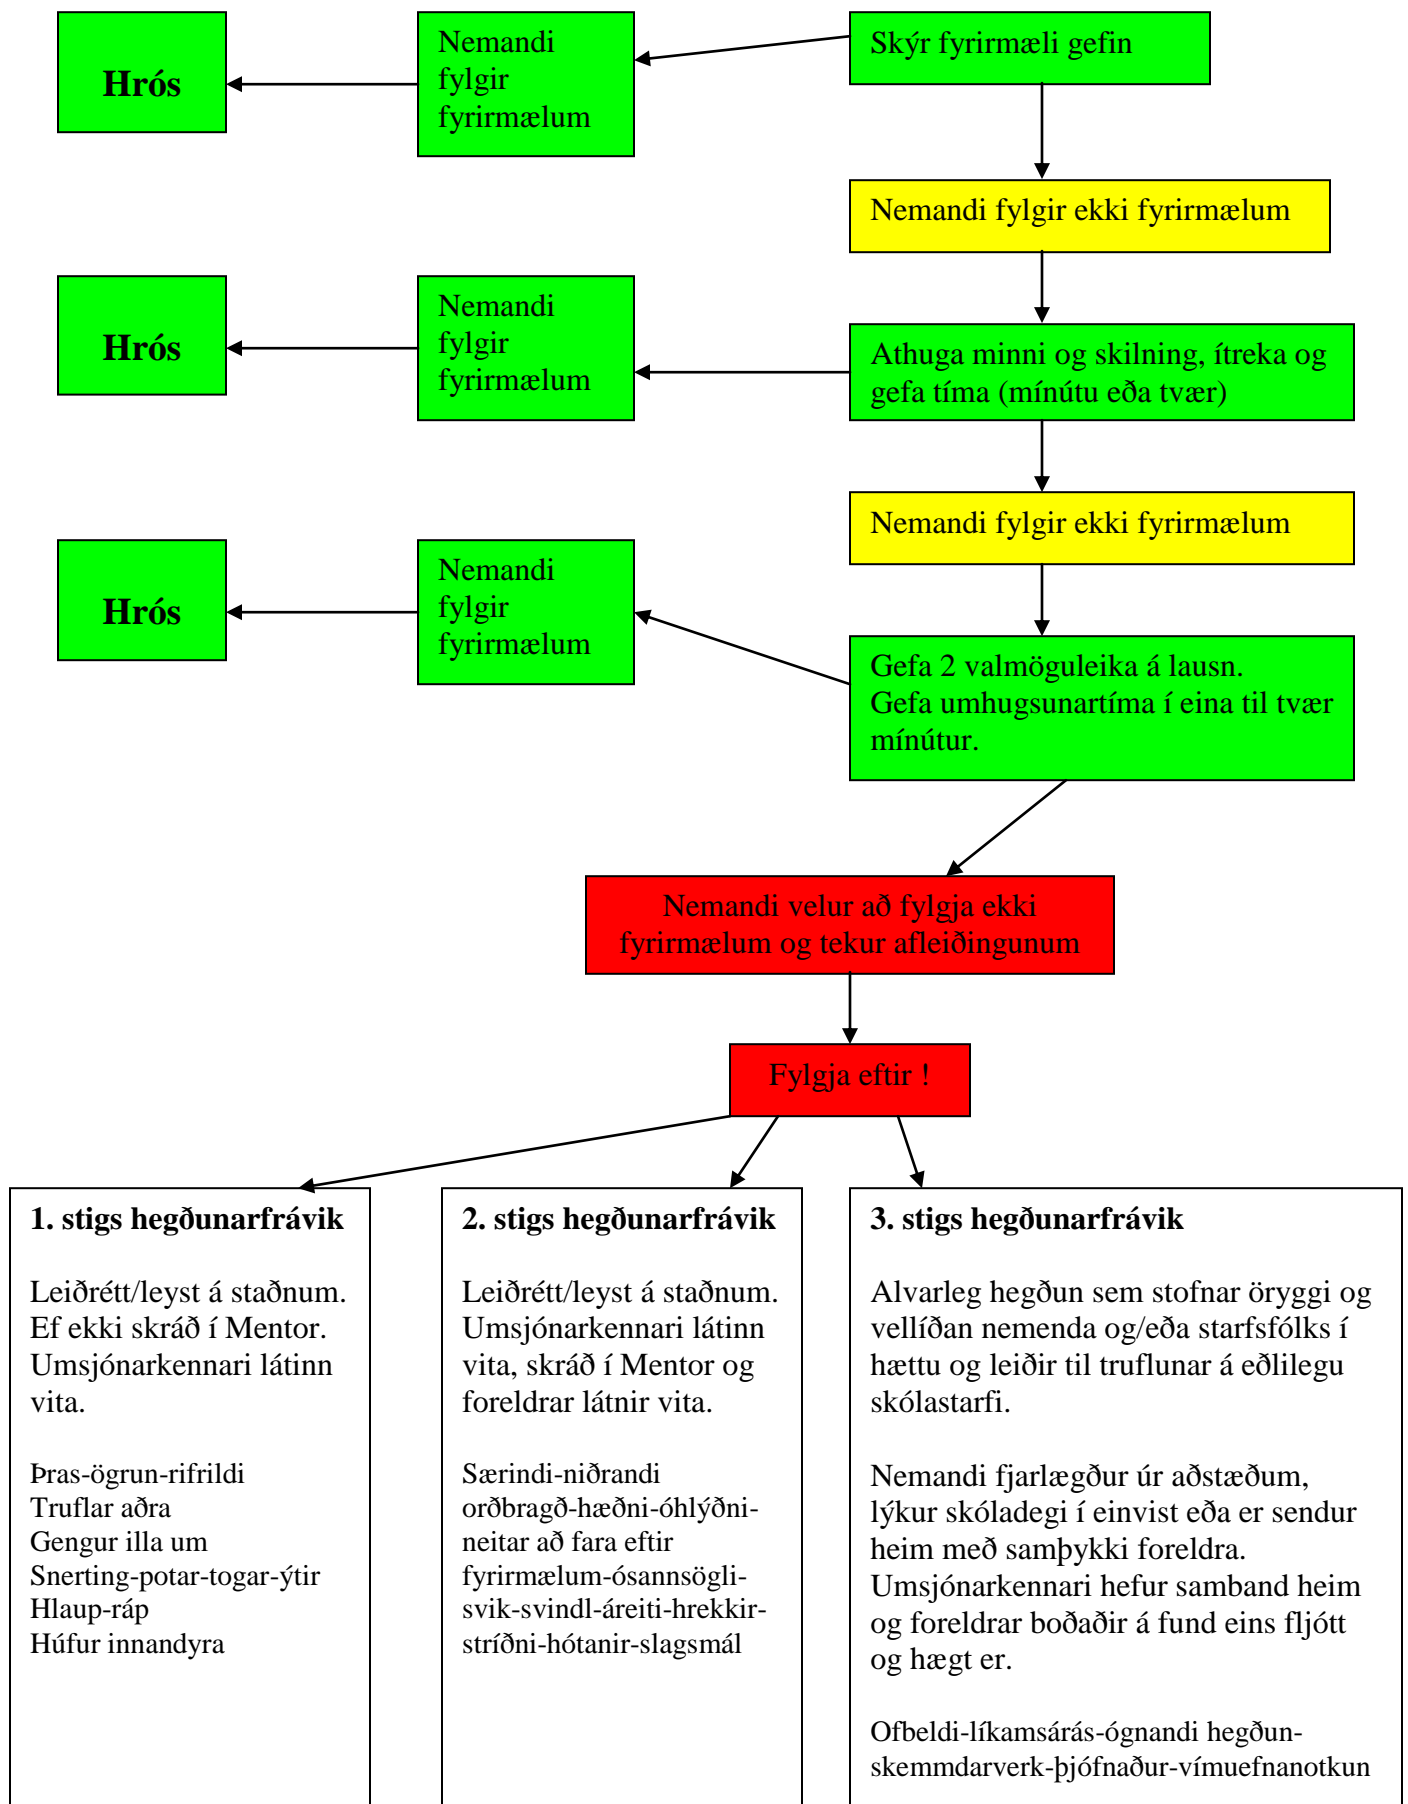 Hrós
Nemandi
fylgir
fyrirmælum
Skýr fyrirmæli gefin
Nemandi fylgir ekki fyrirmælum
Hrós
Nemandi
fylgir
fyrirmælum
Athuga minni og skilning, ítreka og
gefa tíma (mínútu eða tvær)
Nemandi fylgir ekki fyrirmælum
Hrós
Nemandi
fylgir
fyrirmælum
Gefa 2 valmöguleika á lausn.
Gefa umhugsunartíma í eina til tvær
mínútur.
Nemandi velur að fylgja ekki
fyrirmælum og tekur afleiðingunum
Fylgja eftir !
1. stigs hegðunarfrávik
Leiðrétt/leyst á staðnum.
Ef ekki skráð í Mentor.
Umsjónarkennari látinn
vita.
Þras-ögrun-rifrildi
Truflar aðra
Gengur illa um
Snerting-potar-togar-ýtir
Hlaup-ráp
Húfur innandyra
2. stigs hegðunarfrávik
Leiðrétt/leyst á staðnum.
Umsjónarkennari látinn
vita, skráð í Mentor og
foreldrar látnir vita.
Særindi-niðrandi
orðbragð-hæðni-óhlýðni-
neitar að fara eftir
fyrirmælum-ósannsögli-
svik-svindl-áreiti-hrekkir-
stríðni-hótanir-slagsmál
3. stigs hegðunarfrávik
Alvarleg hegðun sem stofnar öryggi og
vellíðan nemenda og/eða starfsfólks í
hættu og leiðir til truflunar á eðlilegu
skólastarfi.
Nemandi fjarlægður úr aðstæðum,
lýkur skóladegi í einvist eða er sendur
heim með samþykki foreldra.
Umsjónarkennari hefur samband heim
og foreldrar boðaðir á fund eins fljótt
og hægt er.
Ofbeldi-líkamsárás-ógnandi hegðun-
skemmdarverk-þjófnaður-vímuefnanotkun